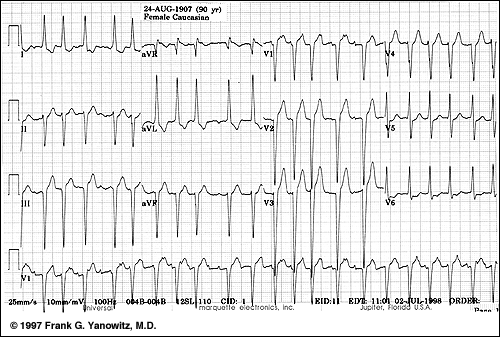 24-AUG-1907 (90 yr)
Female Caucasian
I
aVR
V1
V4
II
aVL
V2
V5
III
aVF
V3
V6
V1
25mm/s 10mm/mV 100Hz 004B-004B 12SL 110 CID: 1 EID:11 EDT: 11:01 02-JUL-1998 ORDER:
Universal marquette electronics, inc. Jupiter, Florida U.S.A.
© 1997 Frank G. Yanowitz, M.D.